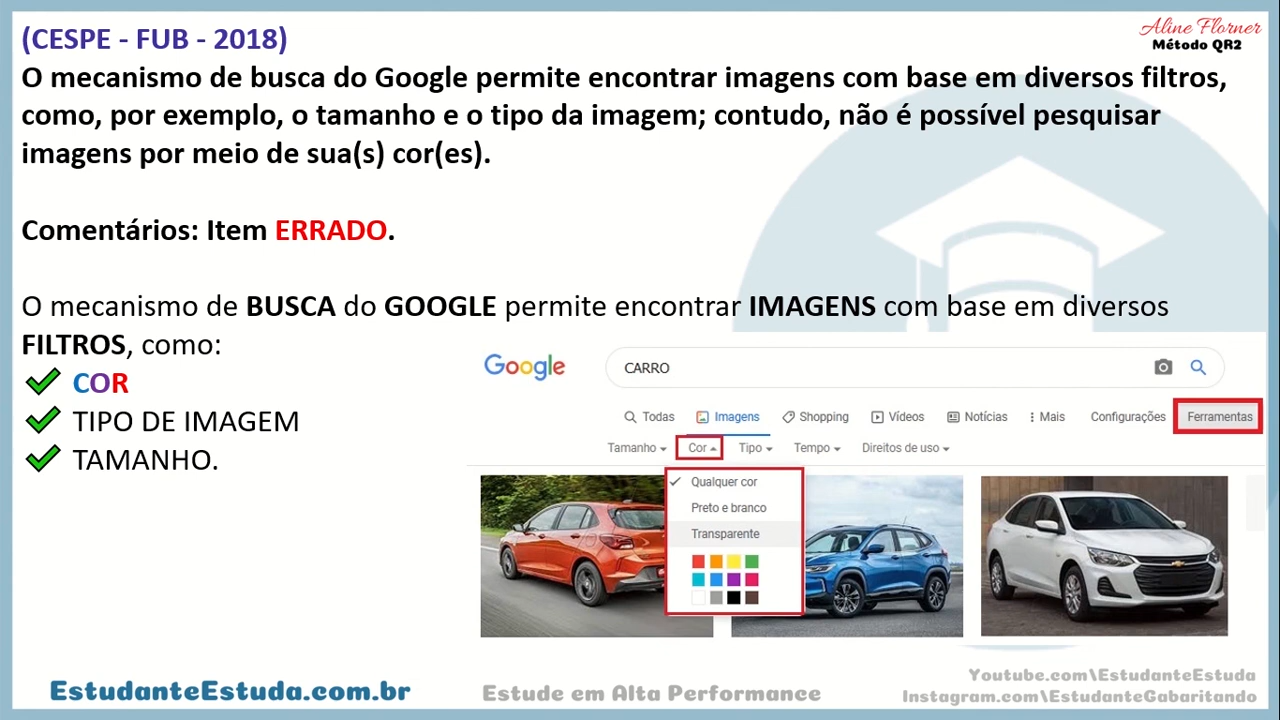 (CESPE - FUB - 2018)
Aline Florner
Método QR2
O mecanismo de busca do Google permite encontrar imagens com base em diversos filtros,
como, por exemplo, o tamanho e o tipo da imagem; contudo, não é possível pesquisar
imagens por meio de sua(s) cor(es).
Comentários: Item ERRADO.
O mecanismo de BUSCA do GOOGLE permite encontrar IMAGENS com base em diversos
FILTROS, como:
COR
TIPO DE IMAGEM
TAMANHO.
Google CARRO
Todas Imagens Shopping Vídeos Notícias Mais Configurações Ferramentas
Tamanho Cor Tipo Tempo Direitos de uso
Qualquer cor
Preto e branco
Transparente
EstudanteEstuda.com.br
Estude em Alta Performance
Youtube.com/EstudanteEstuda
Instagram.com/EstudanteGabaritando